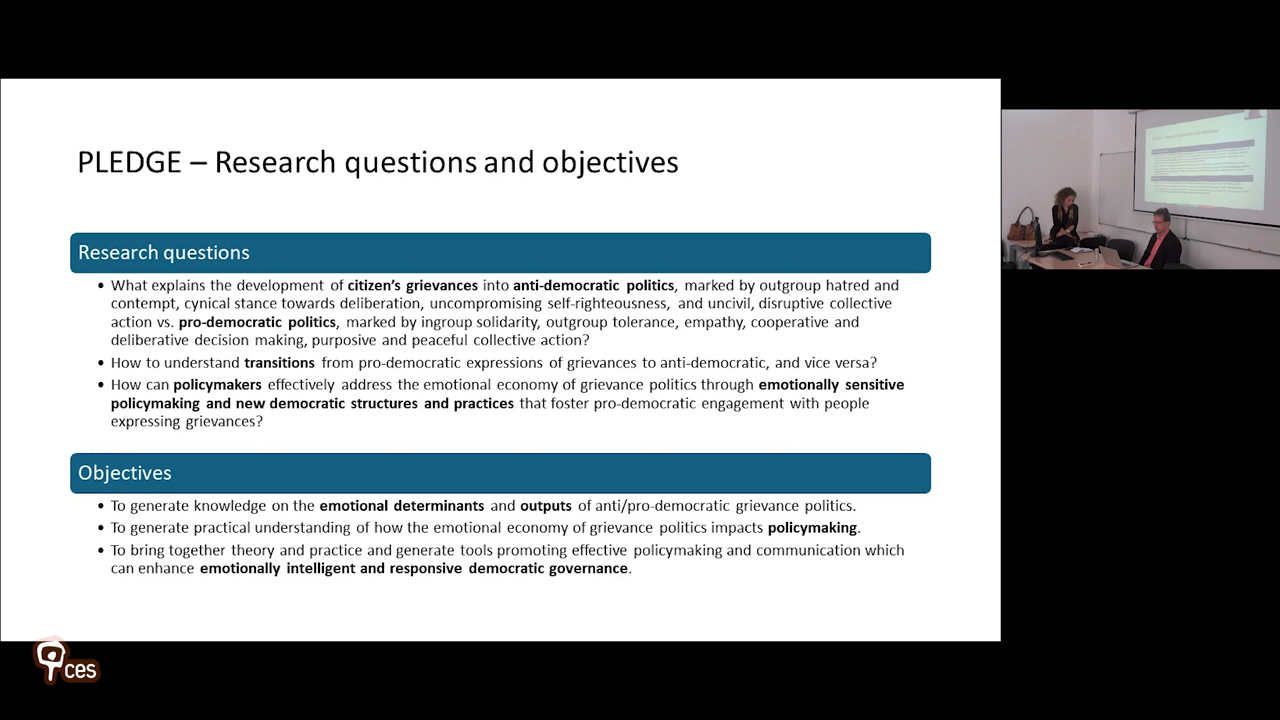 PLEDGE – Research questions and objectives
Research questions
• What explains the development of citizen's grievances into anti-democratic politics, marked by outgroup hatred and
contempt, cynical stance towards deliberation, uncompromising self-righteousness, and uncivil, disruptive collective
action vs. pro-democratic politics, marked by ingroup solidarity, outgroup tolerance, empathy, cooperative and
deliberative decision making, purposive and peaceful collective action?
• How to understand transitions from pro-democratic expressions of grievances to anti-democratic, and vice versa?
• How can policymakers effectively address the emotional economy of grievance politics through emotionally sensitive
policymaking and new democratic structures and practices that foster pro-democratic engagement with people
expressing grievances?
Objectives
• To generate knowledge on the emotional determinants and outputs of anti/pro-democratic grievance politics.
• To generate practical understanding of how the emotional economy of grievance politics impacts policymaking.
• To bring together theory and practice and generate tools promoting effective policymaking and communication which
can enhance emotionally intelligent and responsive democratic governance.
ces